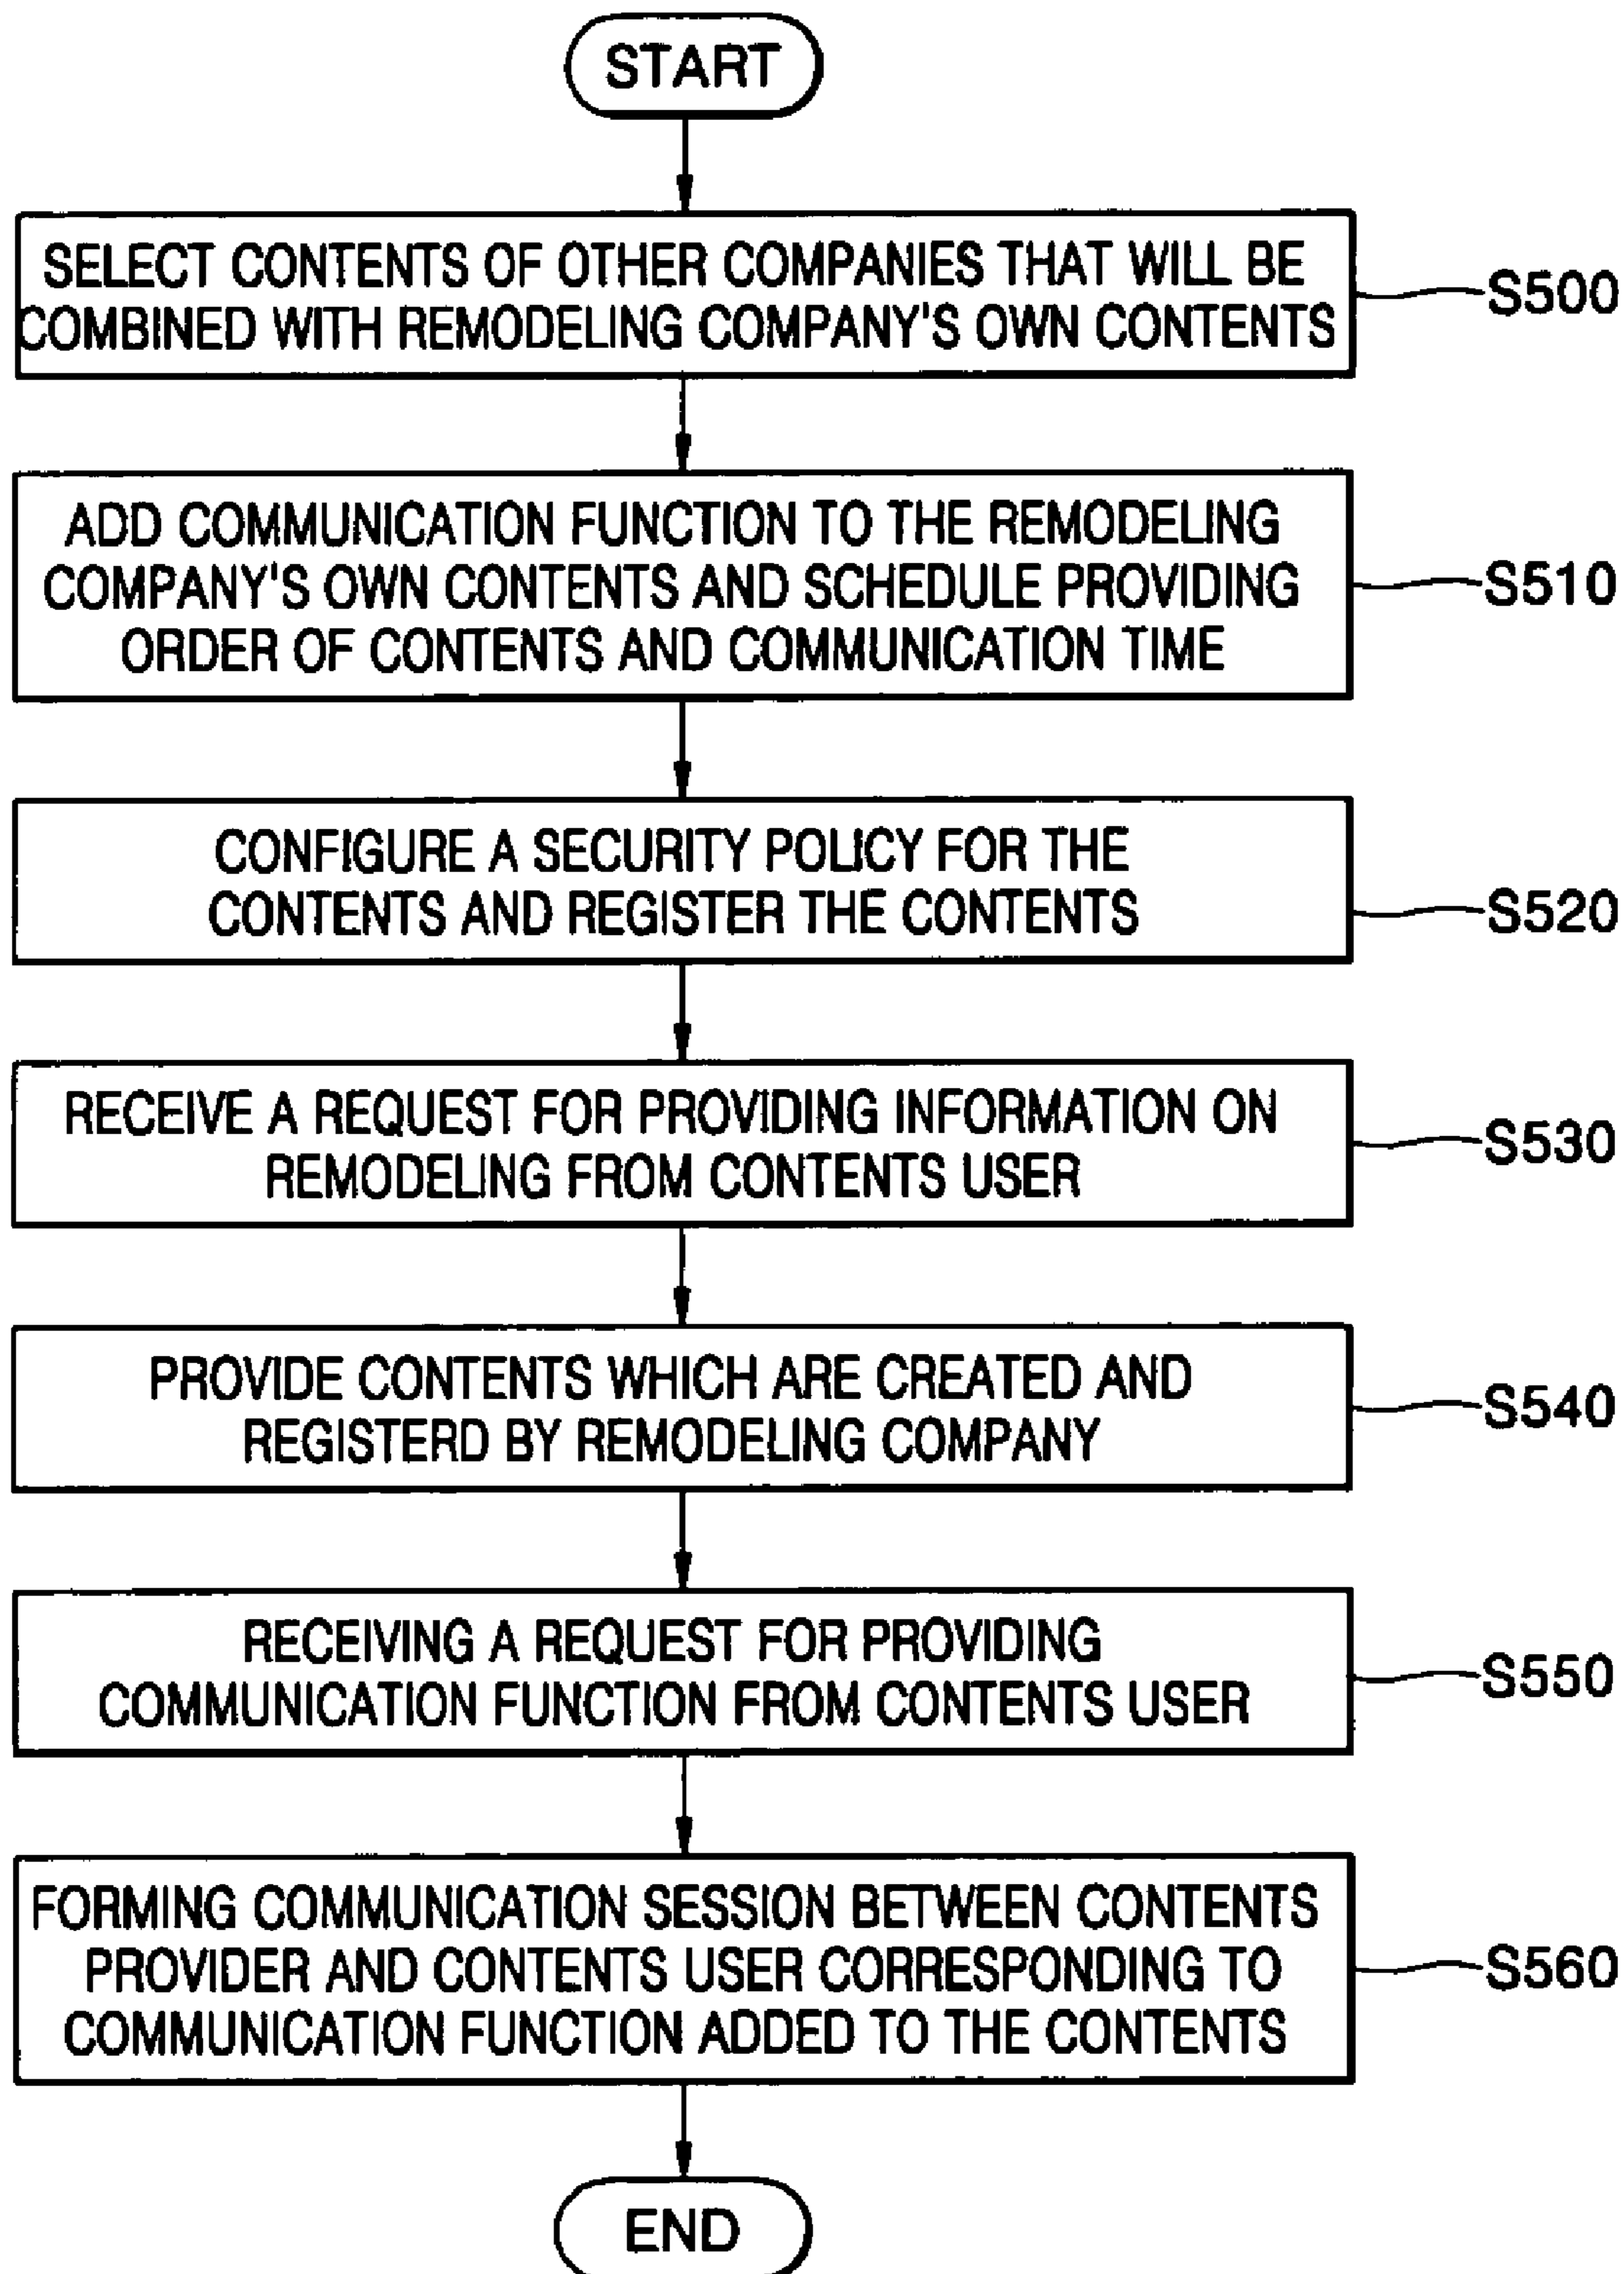 START
SELECT CONTENTS OF OTHER COMPANIES THAT WILL BE
COMBINED WITH REMODELING COMPANY'S OWN CONTENTS
S500
ADD COMMUNICATION FUNCTION TO THE REMODELING
COMPANY'S OWN CONTENTS AND SCHEDULE PROVIDING
ORDER OF CONTENTS AND COMMUNICATION TIME
S510
CONFIGURE A SECURITY POLICY FOR THE
CONTENTS AND REGISTER THE CONTENTS
S520
RECEIVE A REQUEST FOR PROVIDING INFORMATION ON
REMODELING FROM CONTENTS USER
S530
PROVIDE CONTENTS WHICH ARE CREATED AND
REGISTERD BY REMODELING COMPANY
S540
RECEIVING A REQUEST FOR PROVIDING
COMMUNICATION FUNCTION FROM CONTENTS USER
S550
FORMING COMMUNICATION SESSION BETWEEN CONTENTS
PROVIDER AND CONTENTS USER CORRESPONDING TO
COMMUNICATION FUNCTION ADDED TO THE CONTENTS
S560
END